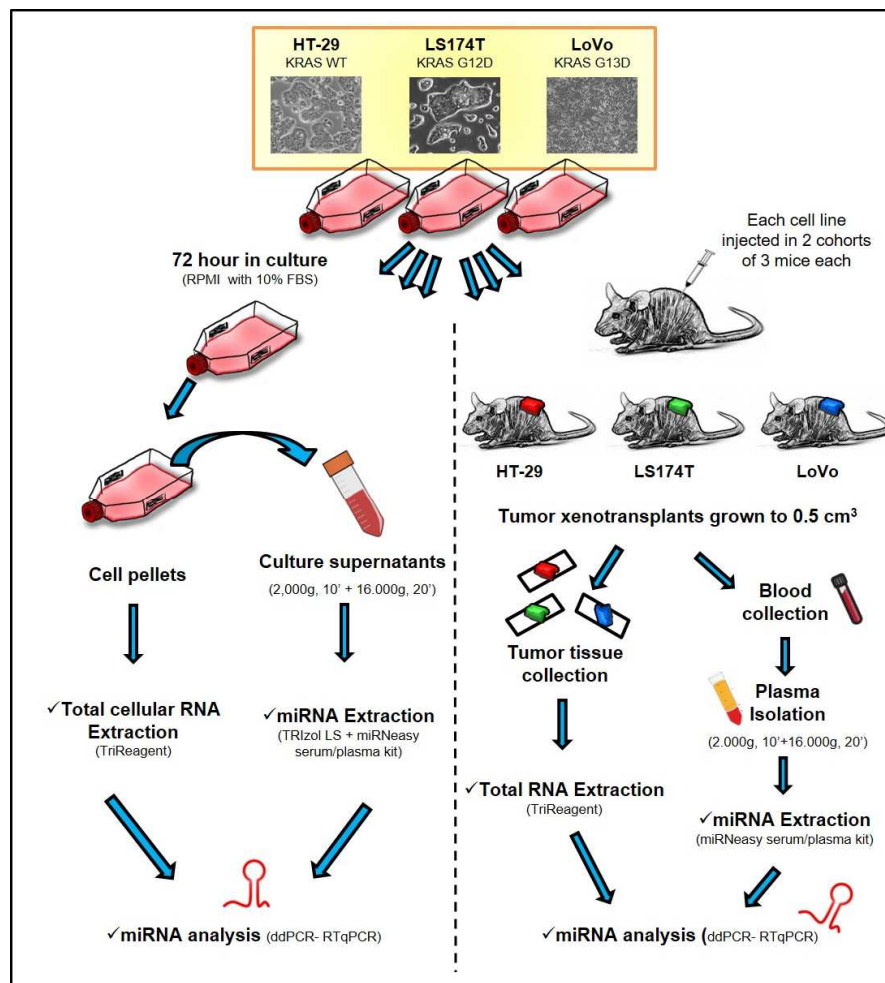 HT-29
KRAS WT
LS174T
KRAS G12D
LoVo
KRAS G13D
72 hour in culture
(RPMI with 10% FBS)
Each cell line
injected in 2 cohorts
of 3 mice each
HT-29
LS174T
LoVo
Tumor xenotransplants grown to 0.5 cm³
Cell pellets
Culture supernatants
(2,000g, 10' + 16.000g, 20')
✓Total cellular RNA
Extraction
(TriReagent)
✓miRNA Extraction
(TRIzol LS + miRNeasy
serum/plasma kit)
✓miRNA analysis (ddPCR- RTqPCR)
Tumor tissue
collection
Blood
collection
Plasma
Isolation
(2.000g, 10'+16.000g, 20')
✓Total RNA Extraction
(TriReagent)
✓miRNA Extraction
(miRNeasy serum/plasma kit)
✓miRNA analysis (ddPCR- RTqPCR)